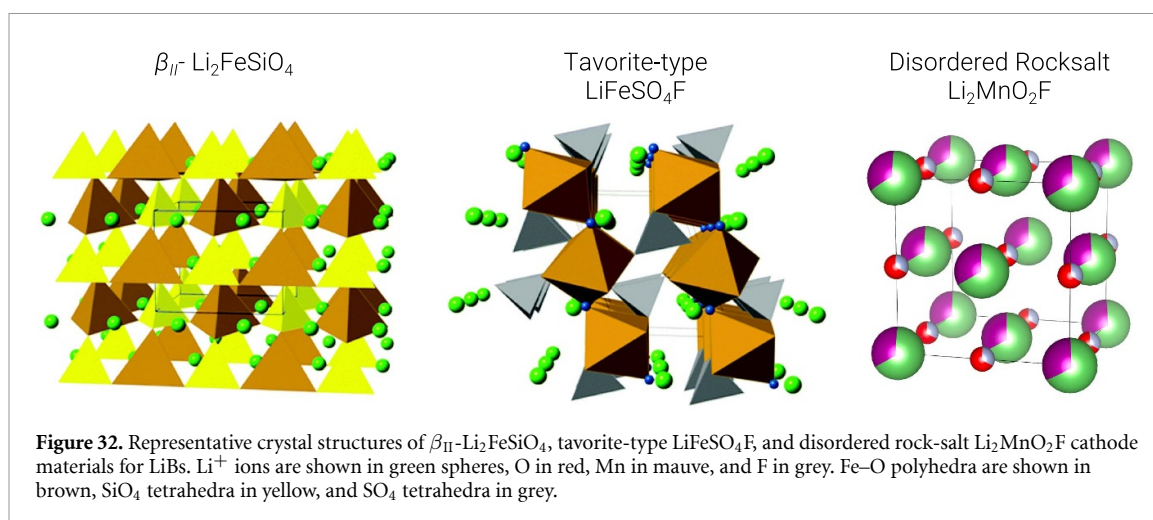 β_II- Li₂FeSiO₄
Tavorite-type
LiFeSO₄F
Disordered Rocksalt
Li₂MnO₂F
Figure 32. Representative crystal structures of β_II-Li₂FeSiO₄, tavorite-type LiFeSO₄F, and disordered rock-salt Li₂MnO₂F cathode
materials for LiBs. Li⁺ ions are shown in green spheres, O in red, Mn in mauve, and F in grey. Fe–O polyhedra are shown in
brown, SiO₄ tetrahedra in yellow, and SO₄ tetrahedra in grey.